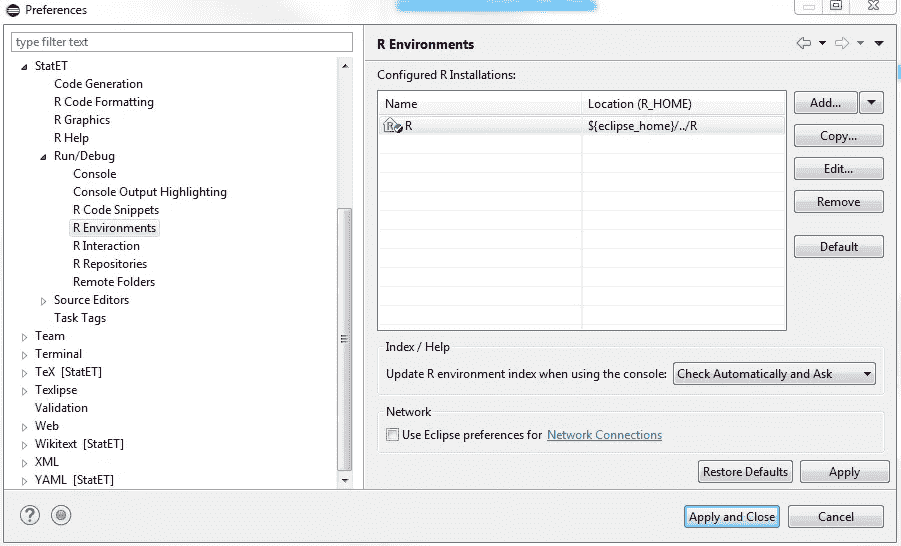 Preferences
type filter text
StatET
Code Generation
R Code Formatting
R Graphics
R Help
Run/Debug
Console
Console Output Highlighting
R Code Snippets
R Environments
R Interaction
R Repositories
Remote Folders
Source Editors
Task Tags
Team
Terminal
TeX [StatET]
Texlipse
Validation
Web
Wikitext [StatET]
XML
YAML [StatET]
R Environments
Configured R Installations:
Name Location (R_HOME)
R ${eclipse_home}/../R
Add...
Copy...
Edit...
Remove
Default
Index / Help
Update R environment index when using the console: Check Automatically and Ask
Network
Use Eclipse preferences for Network Connections
Restore Defaults Apply
Apply and Close Cancel